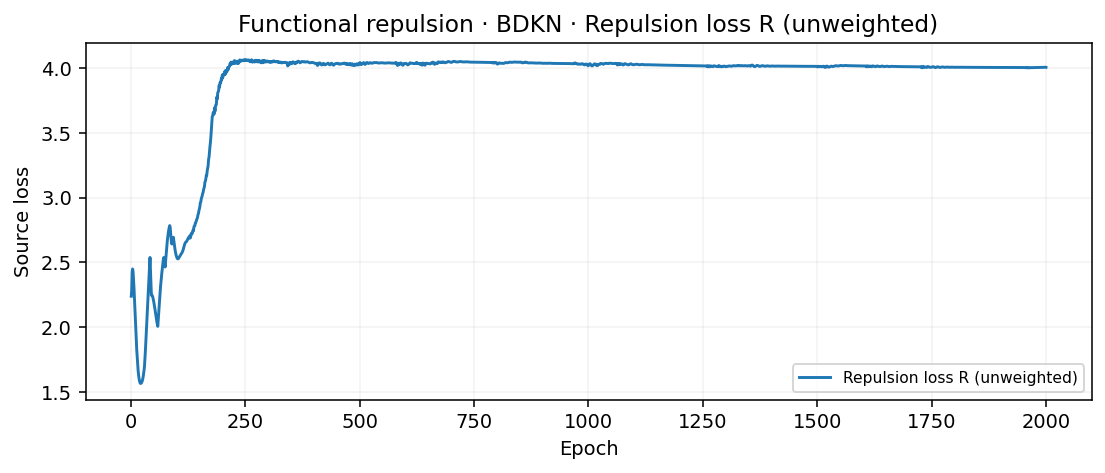 Functional repulsion · BDKN · Repulsion loss R (unweighted)
Source loss
4.0
3.5
3.0
2.5
2.0
1.5
Repulsion loss R (unweighted)
0 250 500 750 1000 1250 1500 1750 2000
Epoch